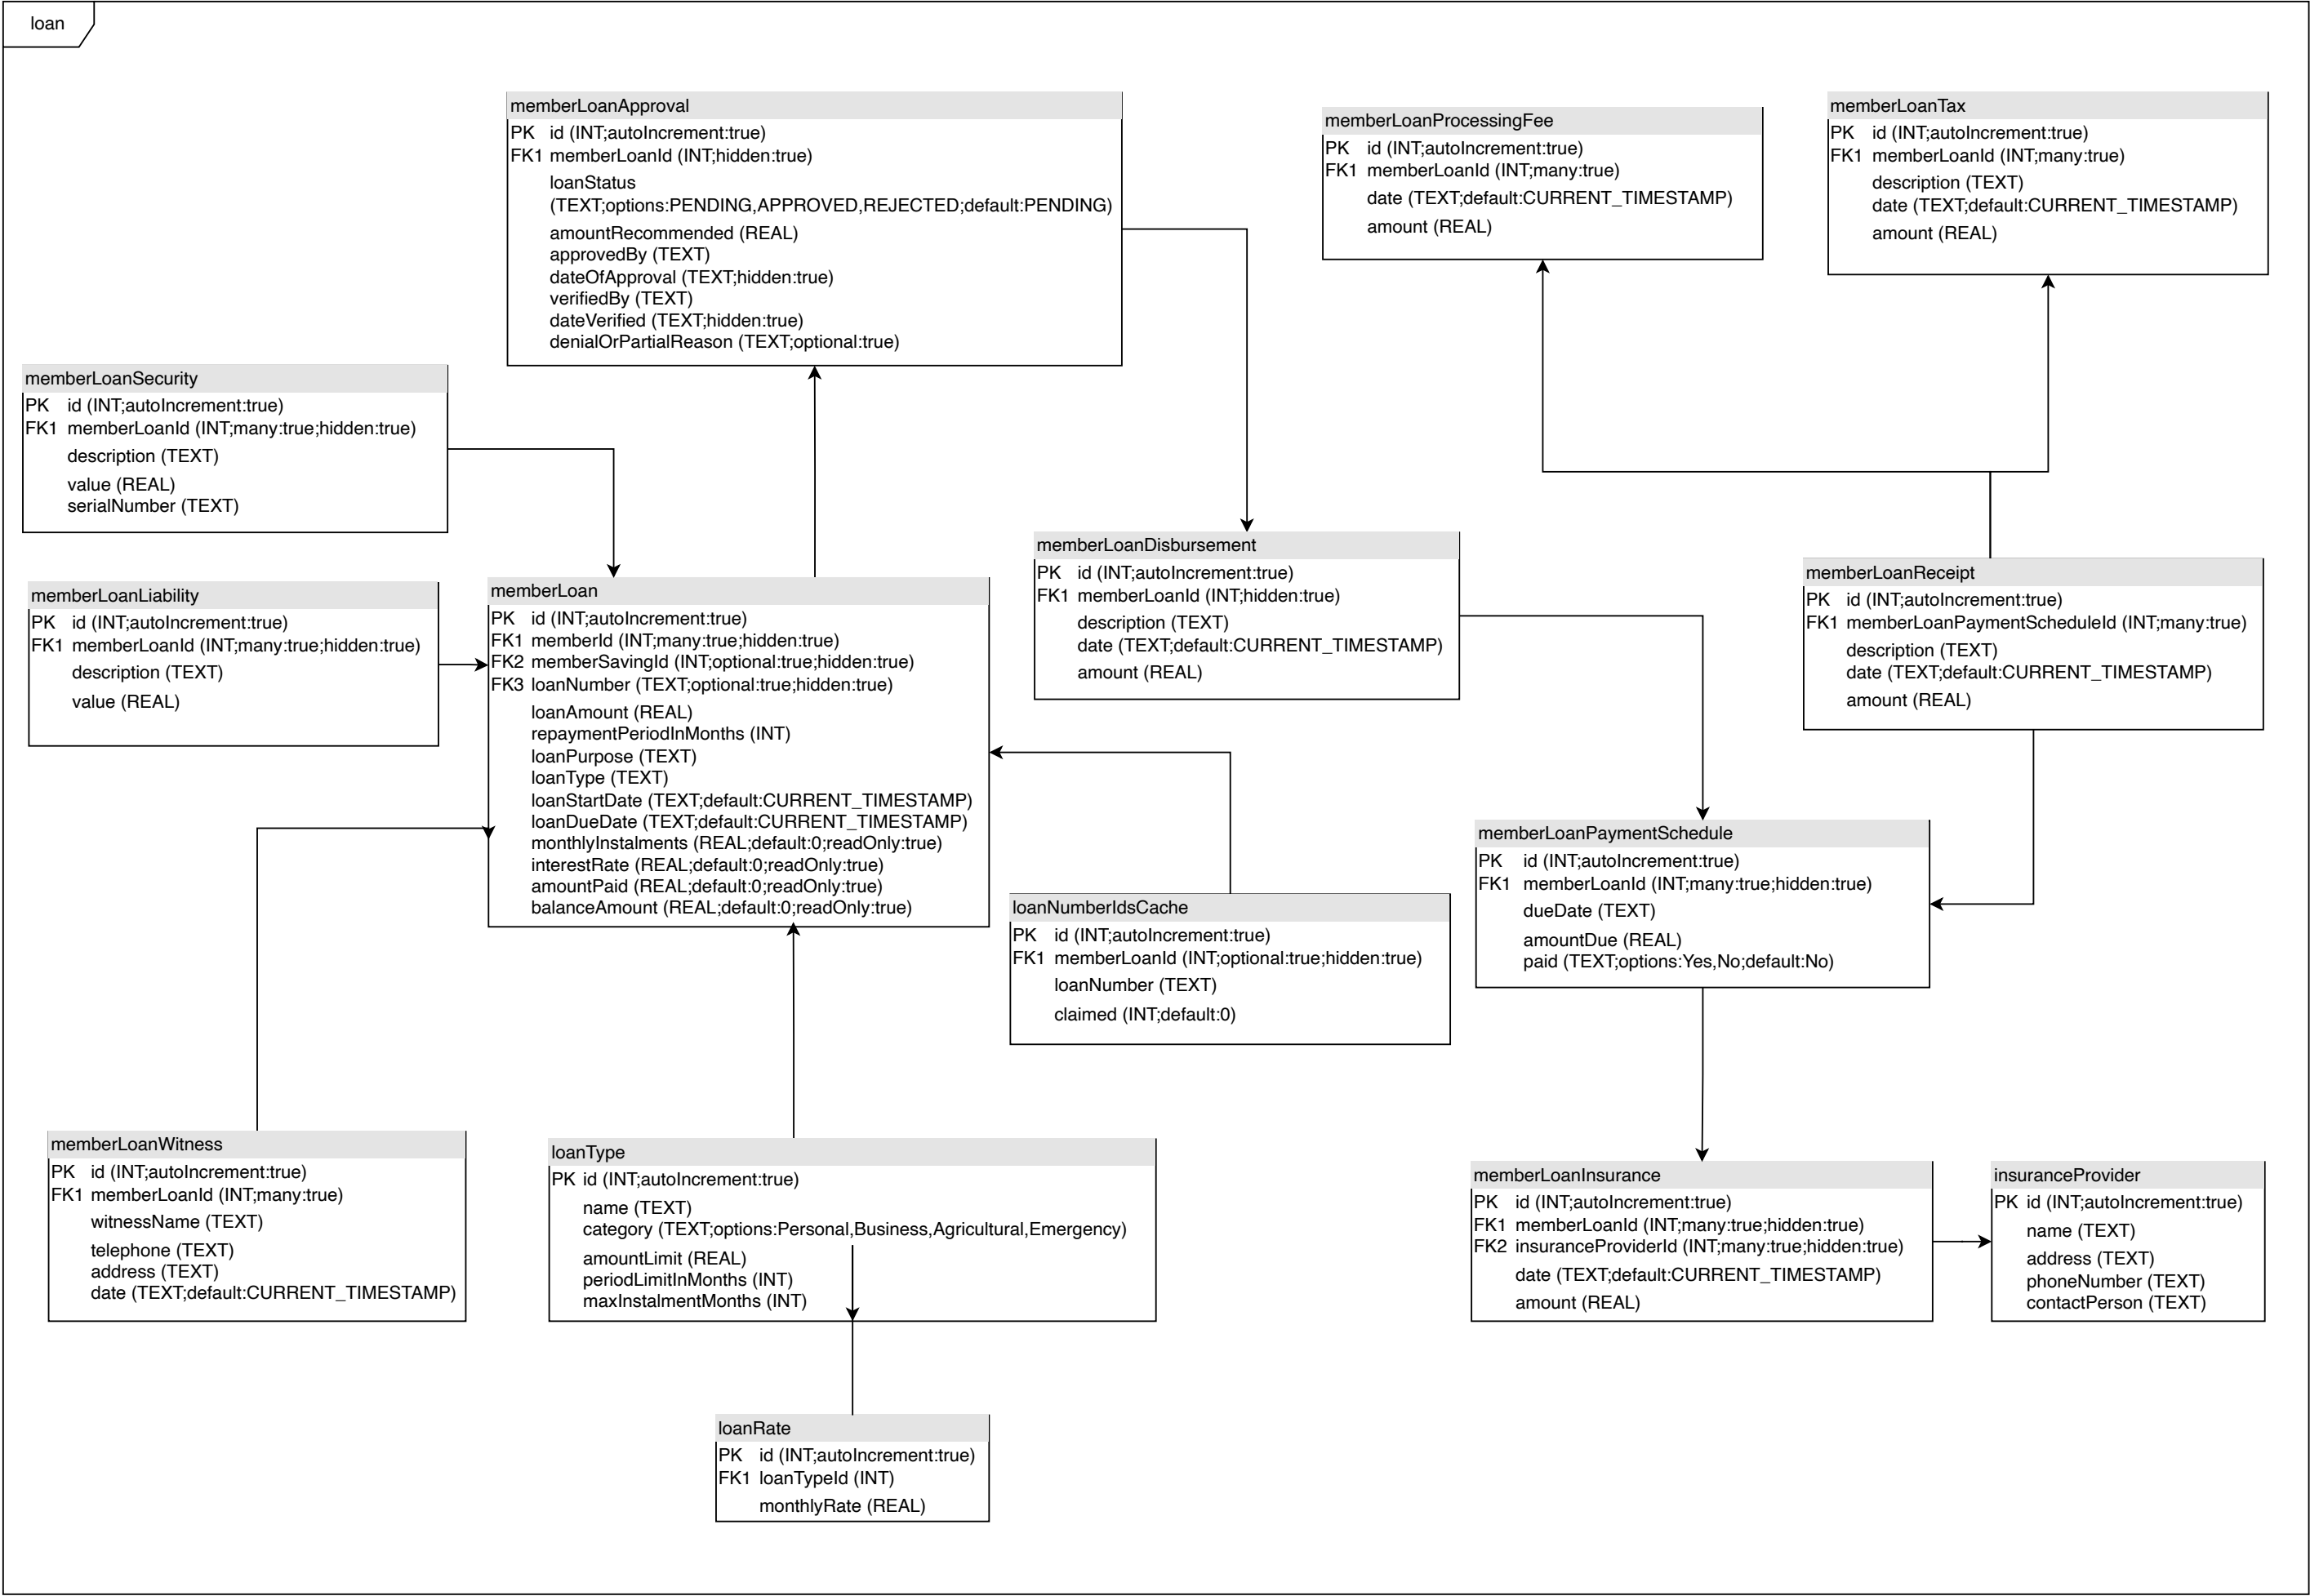 loan
memberLoanApproval
PK id (INT;autoIncrement:true)
FK1 memberLoanId (INT;hidden:true)
loanStatus
(TEXT;options:PENDING,APPROVED,REJECTED;default:PENDING)
amountRecommended (REAL)
approvedBy (TEXT)
dateOfApproval (TEXT;hidden:true)
verifiedBy (TEXT)
dateVerified (TEXT;hidden:true)
denialOrPartialReason (TEXT;optional:true)
memberLoanProcessingFee
PK id (INT;autoIncrement:true)
FK1 memberLoanId (INT;many:true)
date (TEXT;default:CURRENT_TIMESTAMP)
amount (REAL)
memberLoanTax
PK id (INT;autoIncrement:true)
FK1 memberLoanId (INT;many:true)
description (TEXT)
date (TEXT;default:CURRENT_TIMESTAMP)
amount (REAL)
memberLoanSecurity
PK id (INT;autoIncrement:true)
FK1 memberLoanId (INT;many:true;hidden:true)
description (TEXT)
value (REAL)
serialNumber (TEXT)
memberLoanLiability
PK id (INT;autoIncrement:true)
FK1 memberLoanId (INT;many:true;hidden:true)
description (TEXT)
value (REAL)
memberLoan
PK id (INT;autoIncrement:true)
FK1 memberId (INT;many:true;hidden:true)
FK2 memberSavingId (INT;optional:true;hidden:true)
FK3 loanNumber (TEXT;optional:true;hidden:true)
loanAmount (REAL)
repaymentPeriodInMonths (INT)
loanPurpose (TEXT)
loanType (TEXT)
loanStartDate (TEXT;default:CURRENT_TIMESTAMP)
loanDueDate (TEXT;default:CURRENT_TIMESTAMP)
monthlyInstalments (REAL;default:0;readOnly:true)
interestRate (REAL;default:0;readOnly:true)
amountPaid (REAL;default:0;readOnly:true)
balanceAmount (REAL;default:0;readOnly:true)
memberLoanDisbursement
PK id (INT;autoIncrement:true)
FK1 memberLoanId (INT;hidden:true)
description (TEXT)
date (TEXT;default:CURRENT_TIMESTAMP)
amount (REAL)
memberLoanReceipt
PK id (INT;autoIncrement:true)
FK1 memberLoanPaymentScheduleId (INT;many:true)
description (TEXT)
date (TEXT;default:CURRENT_TIMESTAMP)
amount (REAL)
memberLoanPaymentSchedule
PK id (INT;autoIncrement:true)
FK1 memberLoanId (INT;many:true;hidden:true)
dueDate (TEXT)
amountDue (REAL)
paid (TEXT;options:Yes,No;default:No)
loanNumberIdsCache
PK id (INT;autoIncrement:true)
FK1 memberLoanId (INT;optional:true;hidden:true)
loanNumber (TEXT)
claimed (INT;default:0)
memberLoanWitness
PK id (INT;autoIncrement:true)
FK1 memberLoanId (INT;many:true)
witnessName (TEXT)
telephone (TEXT)
address (TEXT)
date (TEXT;default:CURRENT_TIMESTAMP)
loanType
PK id (INT;autoIncrement:true)
name (TEXT)
category (TEXT;options:Personal,Business,Agricultural,Emergency)
amountLimit (REAL)
periodLimitInMonths (INT)
maxInstalmentMonths (INT)
memberLoanInsurance
PK id (INT;autoIncrement:true)
FK1 memberLoanId (INT;many:true;hidden:true)
FK2 insuranceProviderId (INT;many:true;hidden:true)
date (TEXT;default:CURRENT_TIMESTAMP)
amount (REAL)
insuranceProvider
PK id (INT;autoIncrement:true)
name (TEXT)
address (TEXT)
phoneNumber (TEXT)
contactPerson (TEXT)
loanRate
PK id (INT;autoIncrement:true)
FK1 loanTypeId (INT)
monthlyRate (REAL)